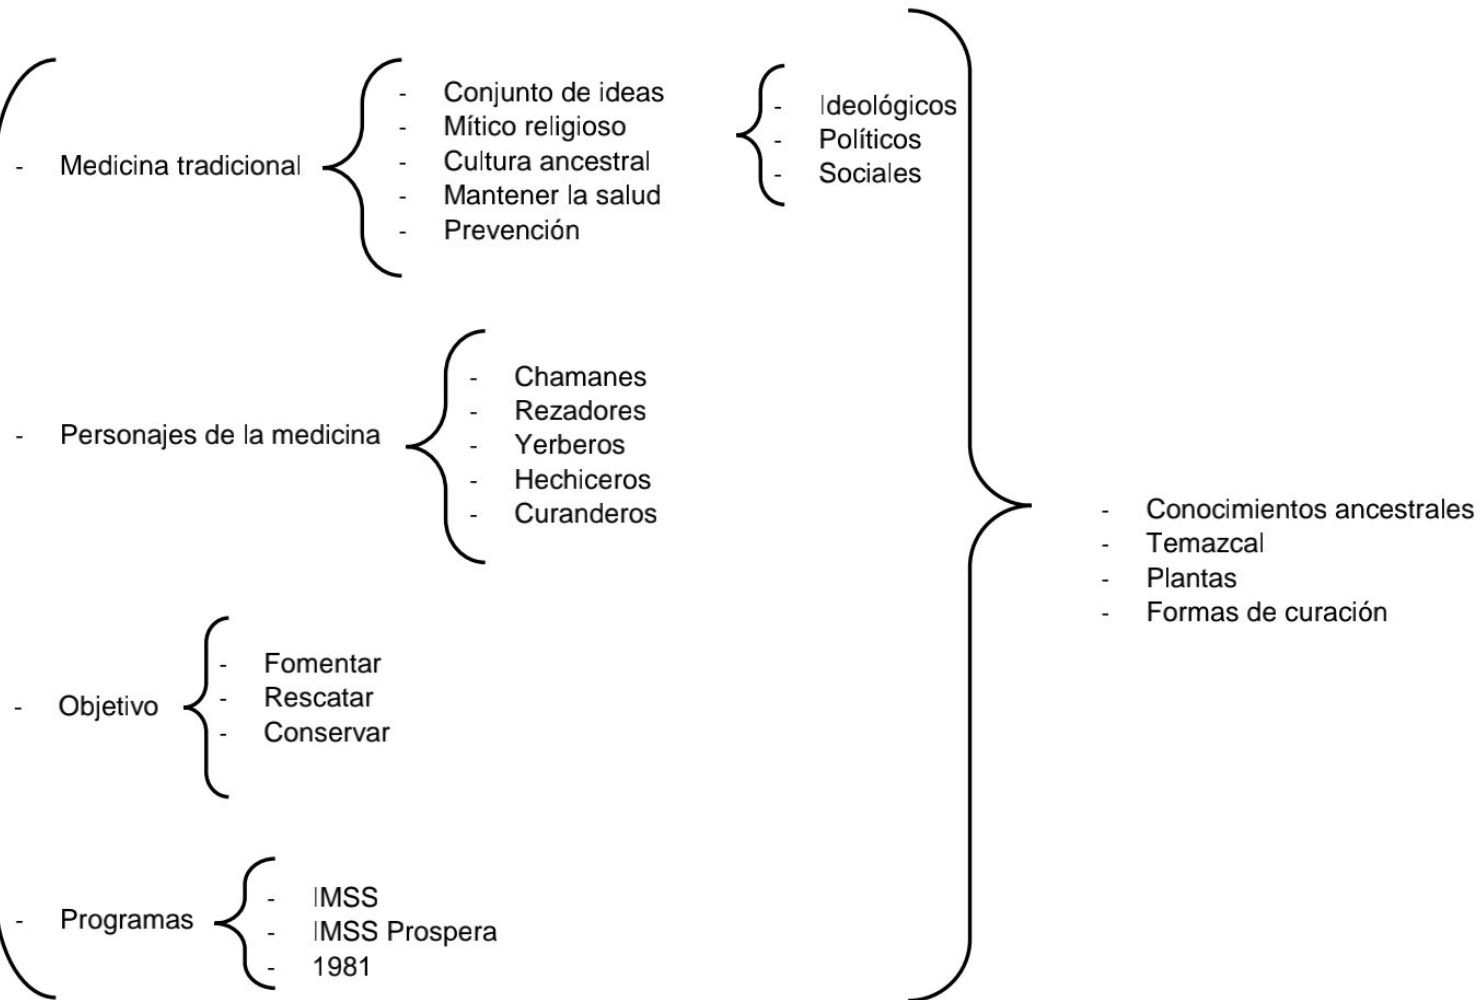 - Medicina tradicional
- Conjunto de ideas
- Mítico religioso
- Cultura ancestral
- Mantener la salud
- Prevención
- Ideológicos
- Políticos
- Sociales
- Personajes de la medicina
- Chamanes
- Rezadores
- Yerberos
- Hechiceros
- Curanderos
- Objetivo
- Fomentar
- Rescatar
- Conservar
- Programas
- IMSS
- IMSS Prospera
- 1981
- Conocimientos ancestrales
- Temazcal
- Plantas
- Formas de curación